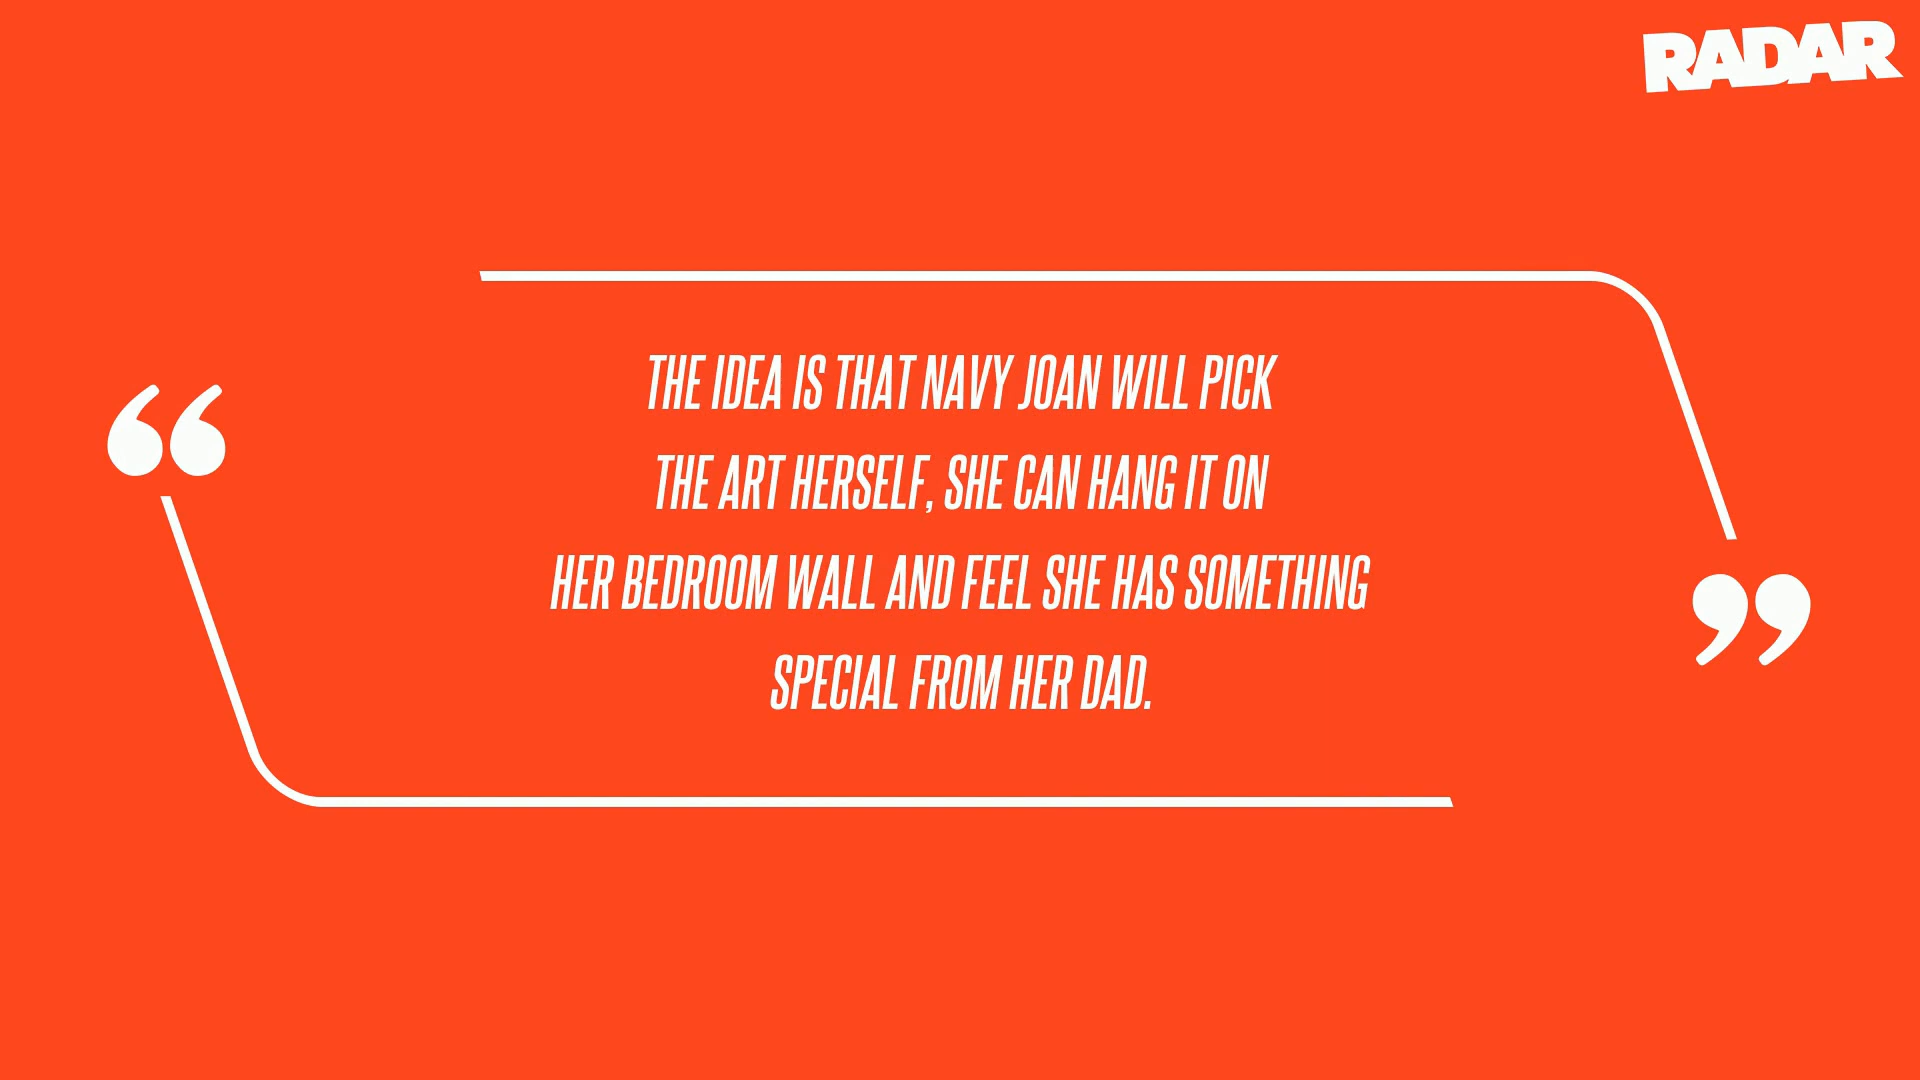 RADAR
THE IDEA IS THAT NAVY JOAN WILL PICK
THE ART HERSELF, SHE CAN HANG IT ON
HER BEDROOM WALL AND FEEL SHE HAS SOMETHING
SPECIAL FROM HER DAD.